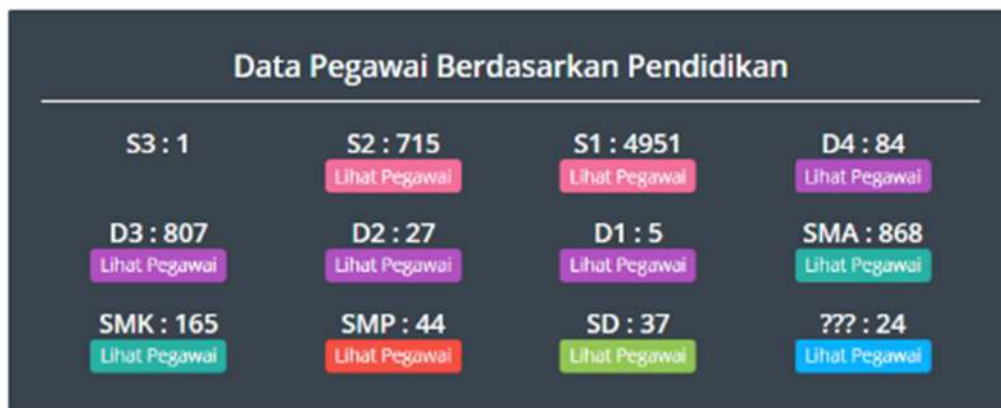 Data Pegawai Berdasarkan Pendidikan
S3 : 1
S2 : 715
Lihat Pegawai
S1 : 4951
Lihat Pegawai
D4 : 84
Lihat Pegawai
D3 : 807
Lihat Pegawai
D2 : 27
Lihat Pegawai
D1 : 5
Lihat Pegawai
SMA : 868
Lihat Pegawai
SMK : 165
Lihat Pegawai
SMP : 44
Lihat Pegawai
SD : 37
Lihat Pegawai
??? : 24
Lihat Pegawai